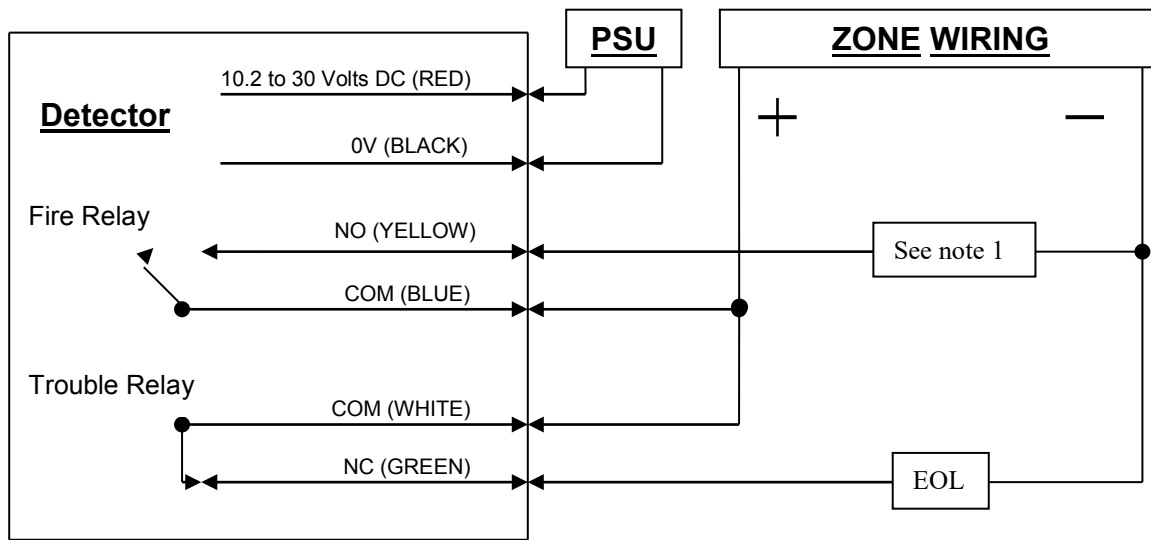 PSU
ZONE WIRING
10.2 to 30 Volts DC (RED)
Detector
+
−
0V (BLACK)
Fire Relay
NO (YELLOW)
See note 1
COM (BLUE)
Trouble Relay
COM (WHITE)
NC (GREEN)
EOL